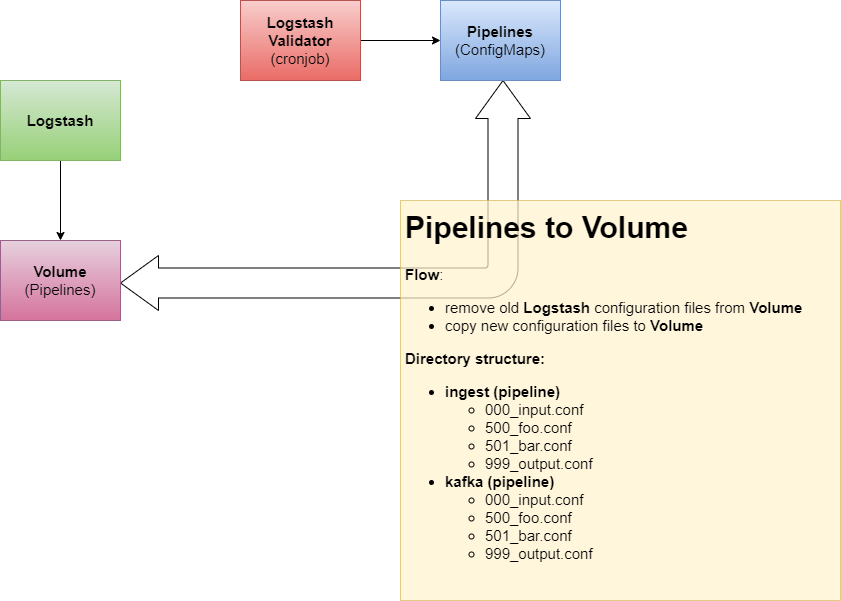 Logstash
Validator
(cronjob)
Pipelines
(ConfigMaps)
Logstash
Volume
(Pipelines)
Pipelines to Volume
Flow:
remove old Logstash configuration files from Volume
copy new configuration files to Volume
Directory structure:
ingest (pipeline)
000_input.conf
500_foo.conf
501_bar.conf
999_output.conf
kafka (pipeline)
000_input.conf
500_foo.conf
501_bar.conf
999_output.conf